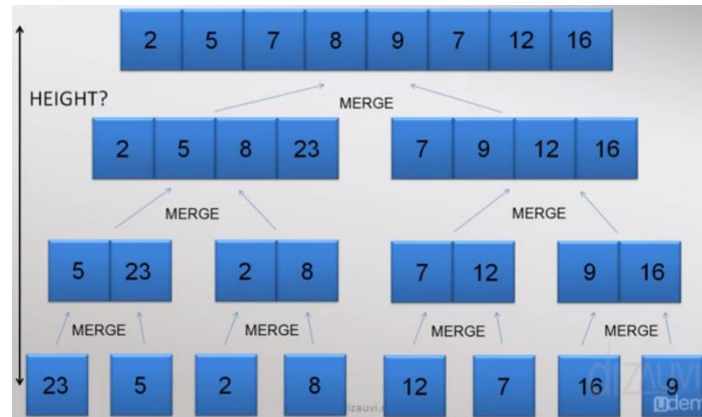 2 5 7 8 9 7 12 16
HEIGHT?
MERGE
2 5 8 23 7 9 12 16
MERGE MERGE
5 23 2 8 7 12 9 16
MERGE MERGE MERGE MERGE
23 5 2 8 12 7 16 9